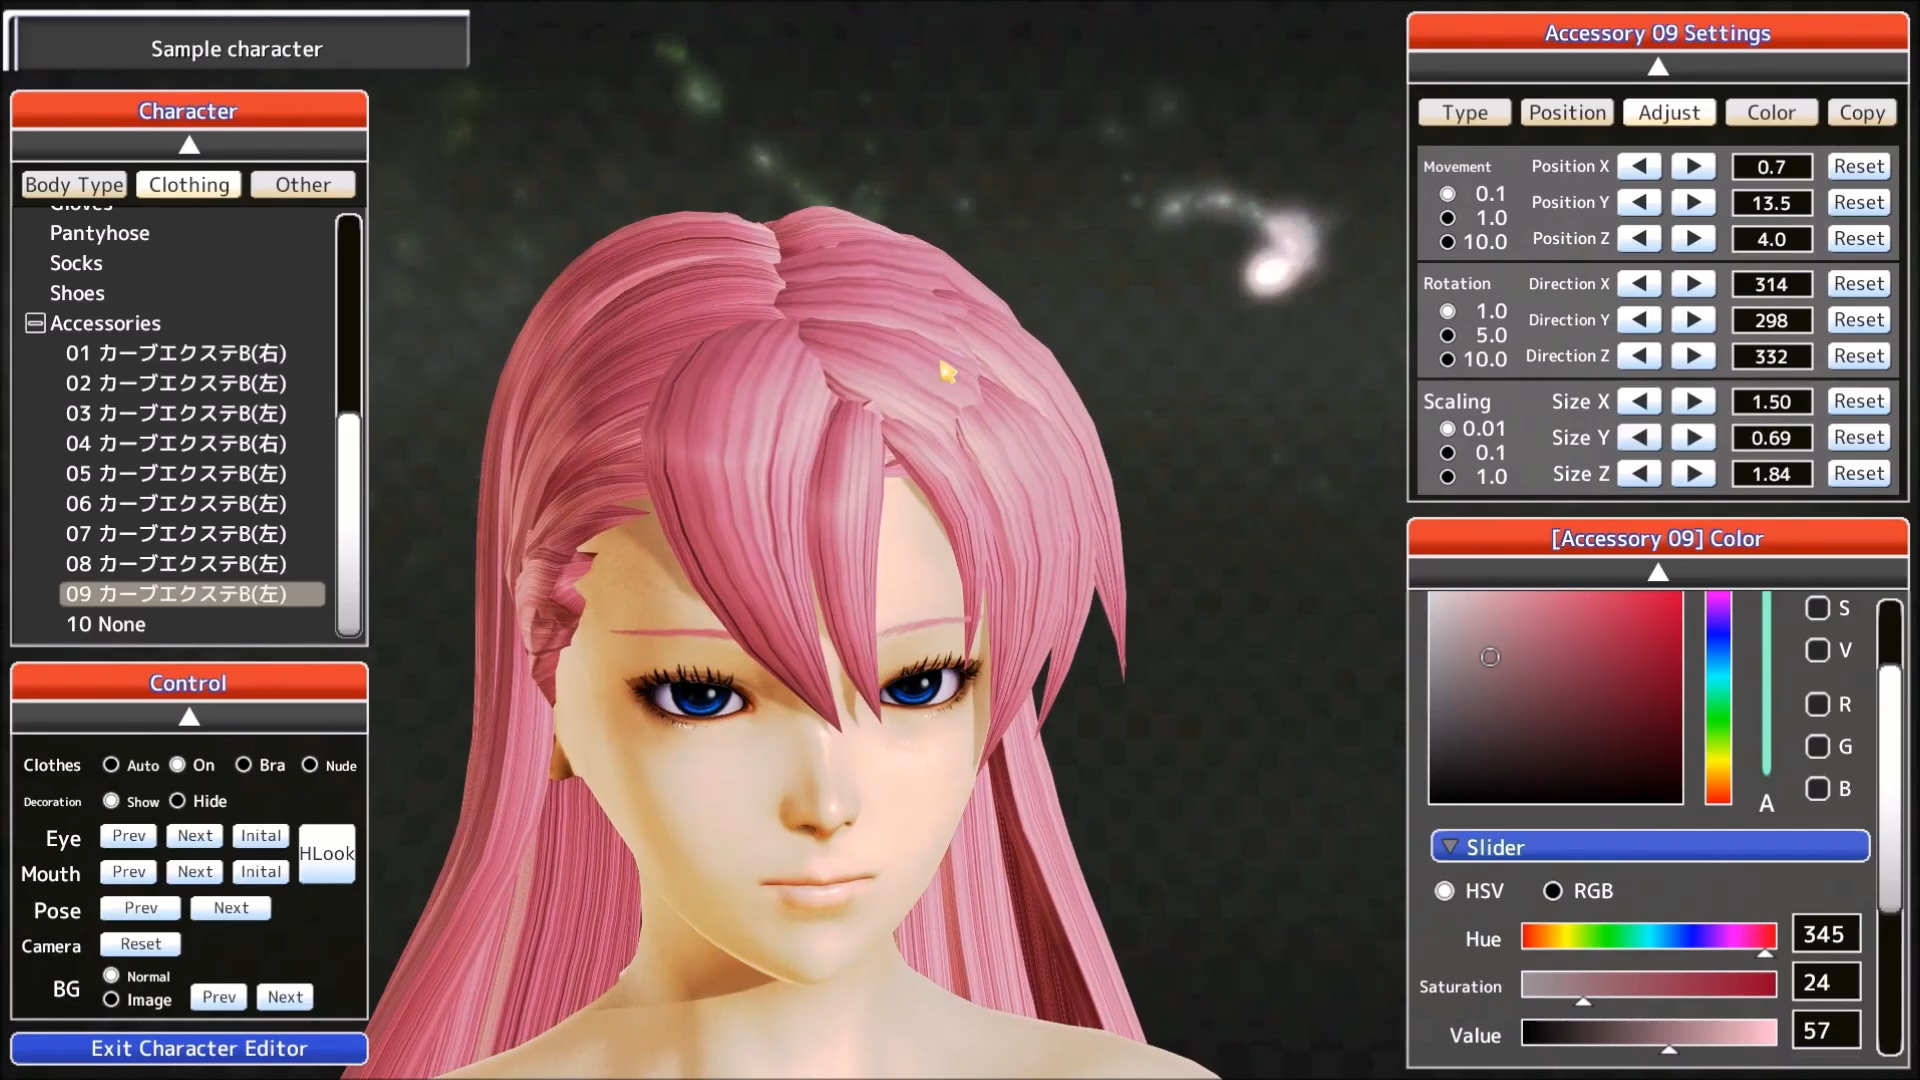 Sample character
Character
Body Type Clothing Other
Gloves
Pantyhose
Socks
Shoes
Accessories
01 カーブエクステB(右)
02 カーブエクステB(左)
03 カーブエクステB(左)
04 カーブエクステB(右)
05 カーブエクステB(左)
06 カーブエクステB(左)
07 カーブエクステB(左)
08 カーブエクステB(左)
09 カーブエクステB(左)
10 None
Control
Clothes Auto On Bra Nude
Decoration Show Hide
Eye Prev Next Inital
HLook
Mouth Prev Next Inital
Pose Prev Next
Camera Reset
BG Normal
Image Prev Next
Exit Character Editor
Accessory 09 Settings
Type Position Adjust Color Copy
Movement Position X 0.7 Reset
0.1
Position Y 13.5 Reset
1.0
Position Z 4.0 Reset
10.0
Rotation Direction X 314 Reset
1.0
Direction Y 298 Reset
5.0
Direction Z 332 Reset
10.0
Scaling Size X 1.50 Reset
0.01
Size Y 0.69 Reset
0.1
Size Z 1.84 Reset
1.0
[Accessory 09] Color
S
V
R
G
B
A
Slider
HSV RGB
Hue 345
Saturation 24
Value 57